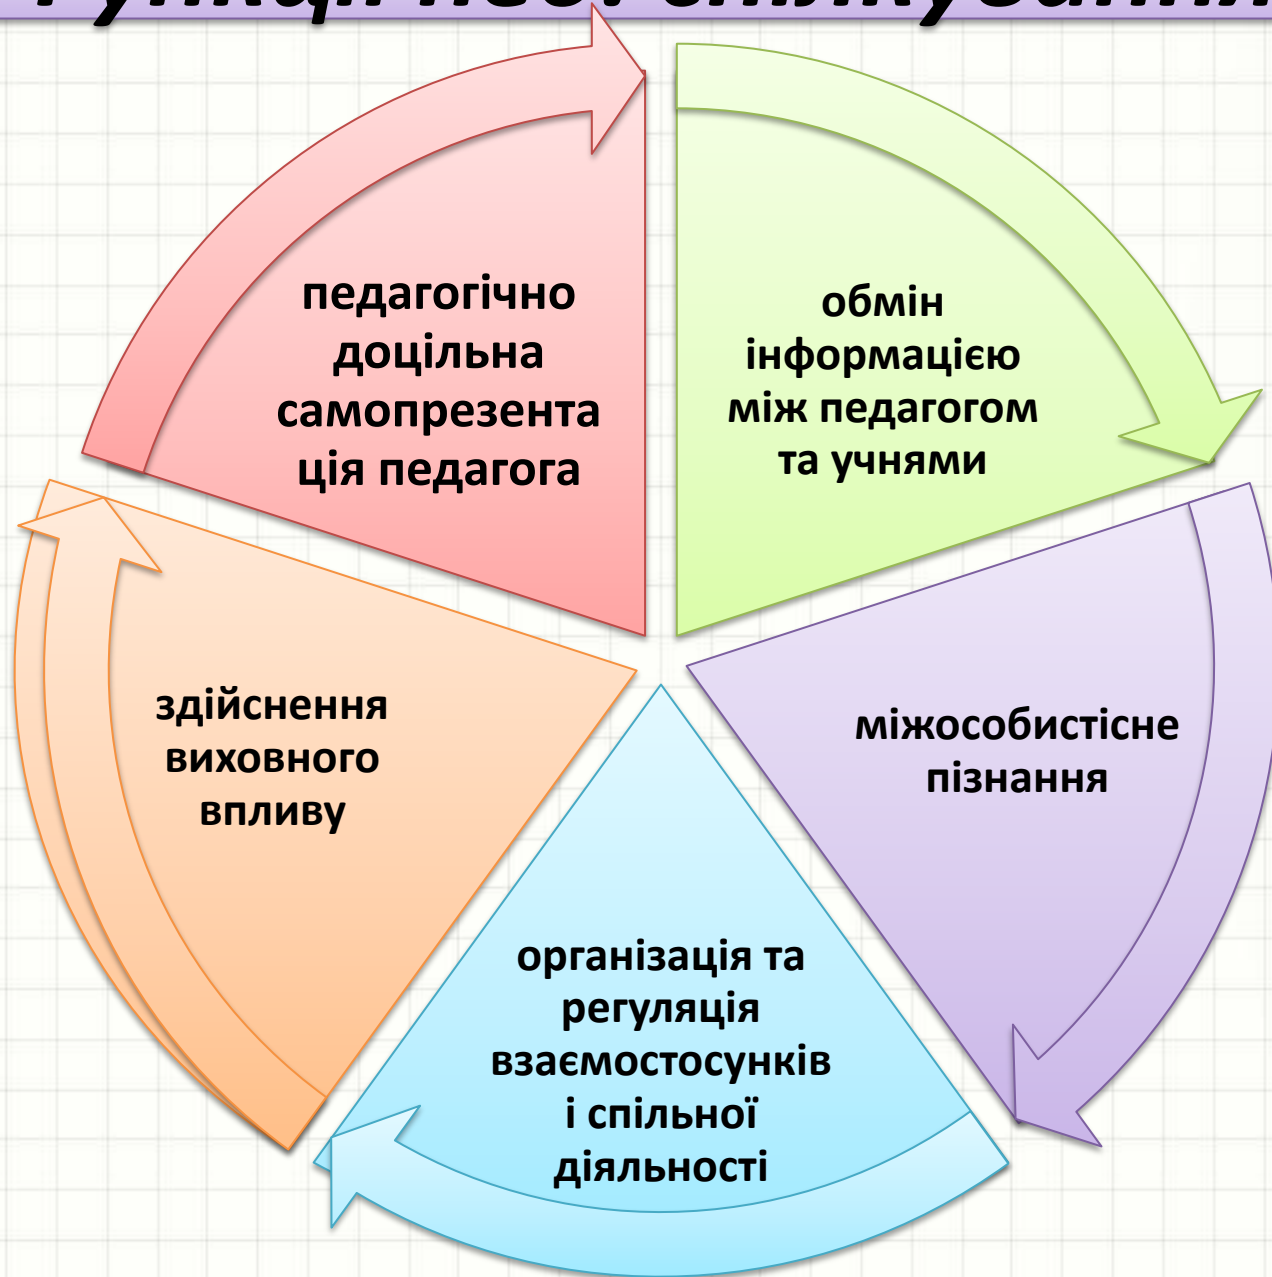 обмін
інформацією
між педагогом
та учнями
міжособистісне
пізнання
організація та
регуляція
взаємостосунків
і спільної
діяльності
здійснення
виховного
впливу
педагогічно
доцільна
самопрезента
ція педагога